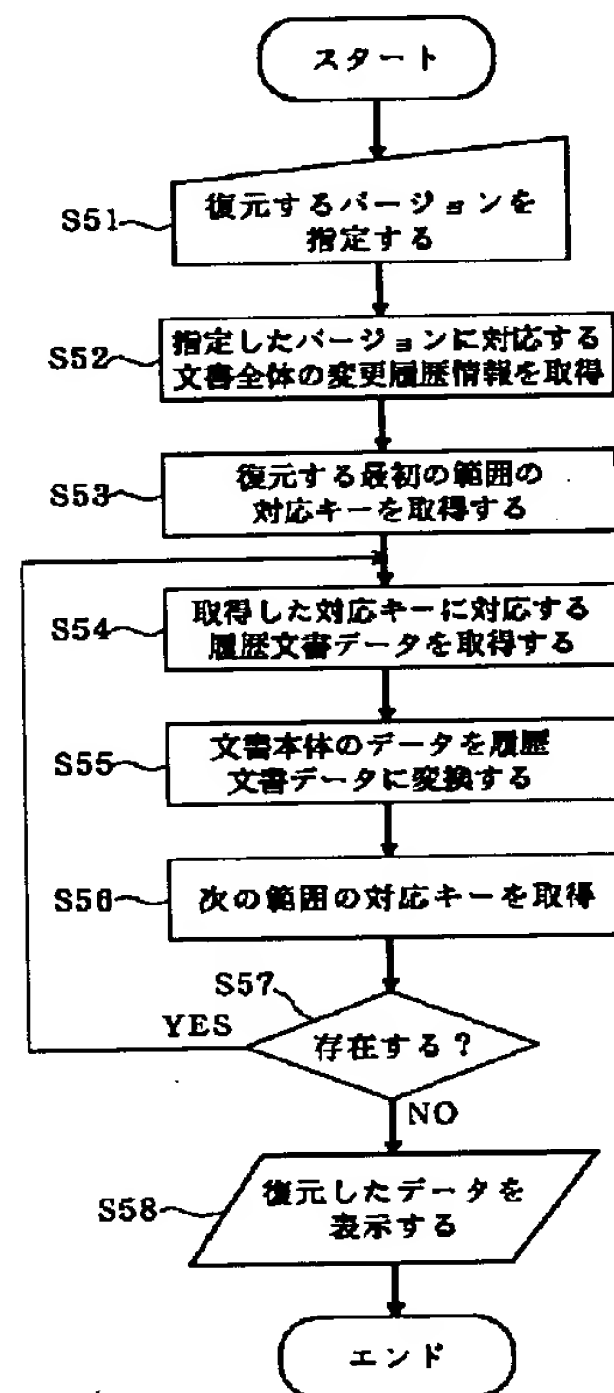 スタート
S51
復元するバージョンを
指定する
S52
指定したバージョンに対応する
文書全体の変更履歴情報を取得
S53
復元する最初の範囲の
対応キーを取得する
S54
取得した対応キーに対応する
履歴文書データを取得する
S55
文書本体のデータを履歴
文書データに変換する
S56
次の範囲の対応キーを取得
S57
YES
存在する？
NO
S58
復元したデータを
表示する
エンド